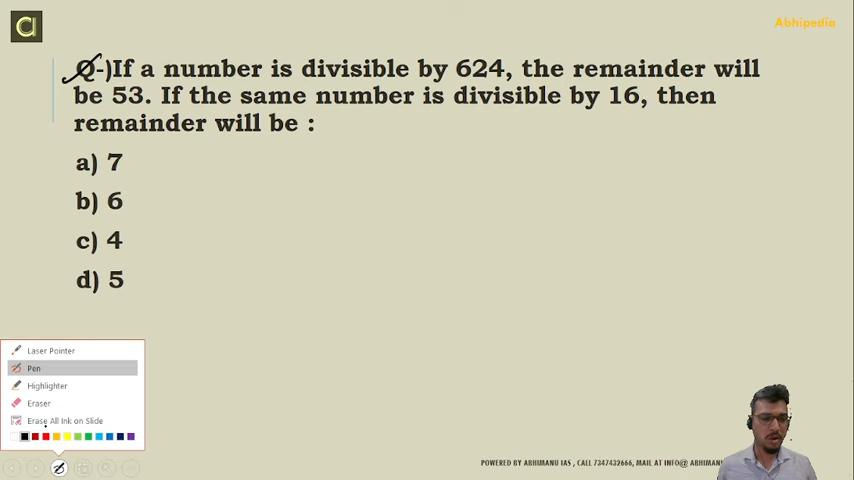 Abhipedia
Q-)If a number is divisible by 624, the remainder will
be 53. If the same number is divisible by 16, then
remainder will be :
a) 7
b) 6
c) 4
d) 5
Laser Pointer
Pen
Highlighter
Eraser
Erase All Ink on Slide
POWERED BY ABHIMANU IAS , CALL 7347432666, MAIL AT INFO@ ABHIMANU